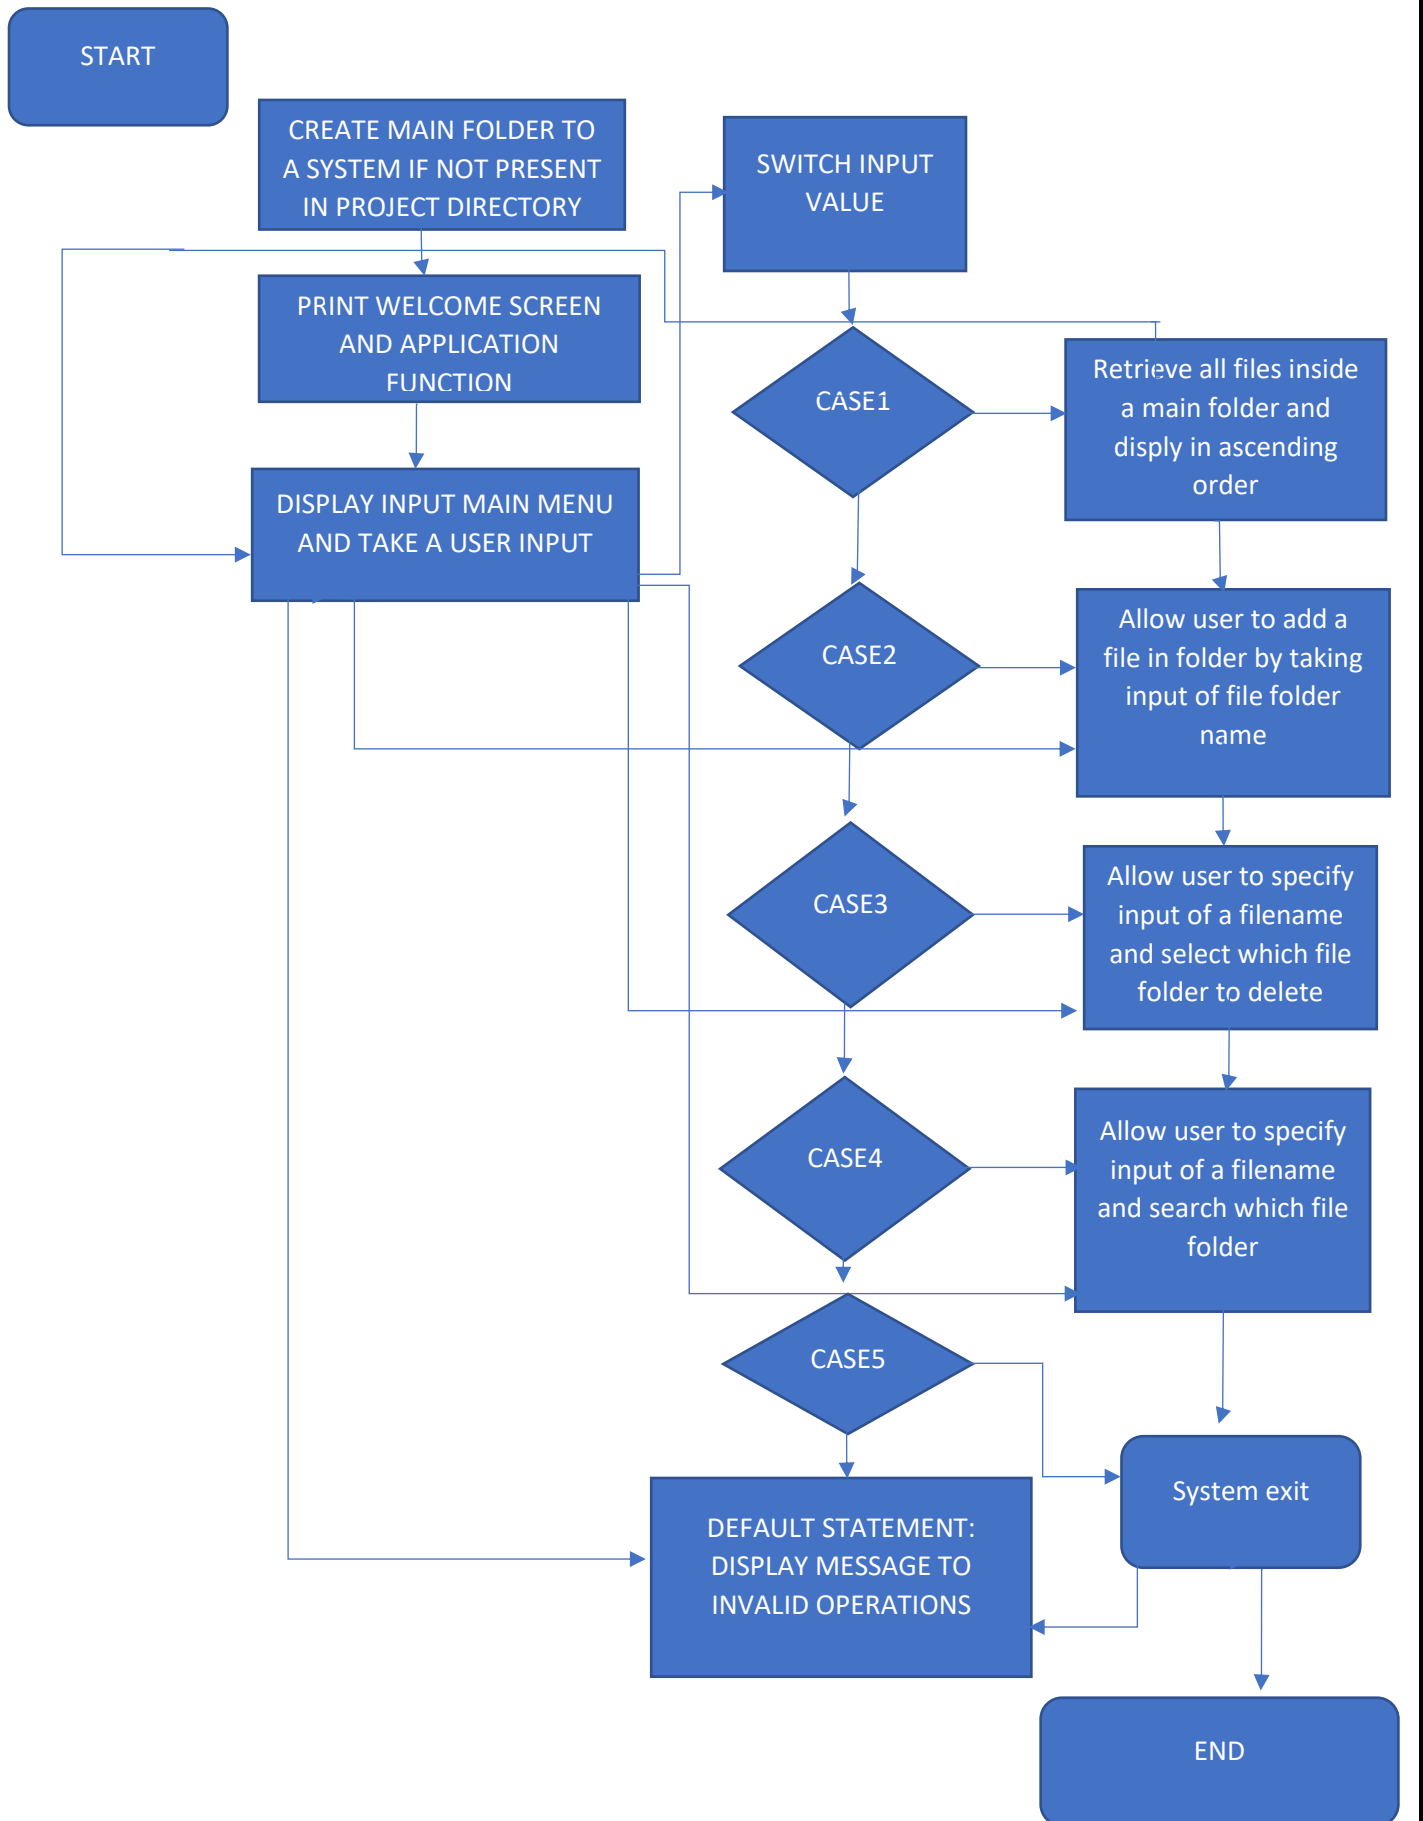 START
CREATE MAIN FOLDER TO
A SYSTEM IF NOT PRESENT
IN PROJECT DIRECTORY
PRINT WELCOME SCREEN
AND APPLICATION
FUNCTION
DISPLAY INPUT MAIN MENU
AND TAKE A USER INPUT
SWITCH INPUT
VALUE
CASE1
Retrieve all files inside
a main folder and
disply in ascending
order
CASE2
Allow user to add a
file in folder by taking
input of file folder
name
CASE3
Allow user to specify
input of a filename
and select which file
folder to delete
CASE4
Allow user to specify
input of a filename
and search which file
folder
CASE5
System exit
DEFAULT STATEMENT:
DISPLAY MESSAGE TO
INVALID OPERATIONS
END